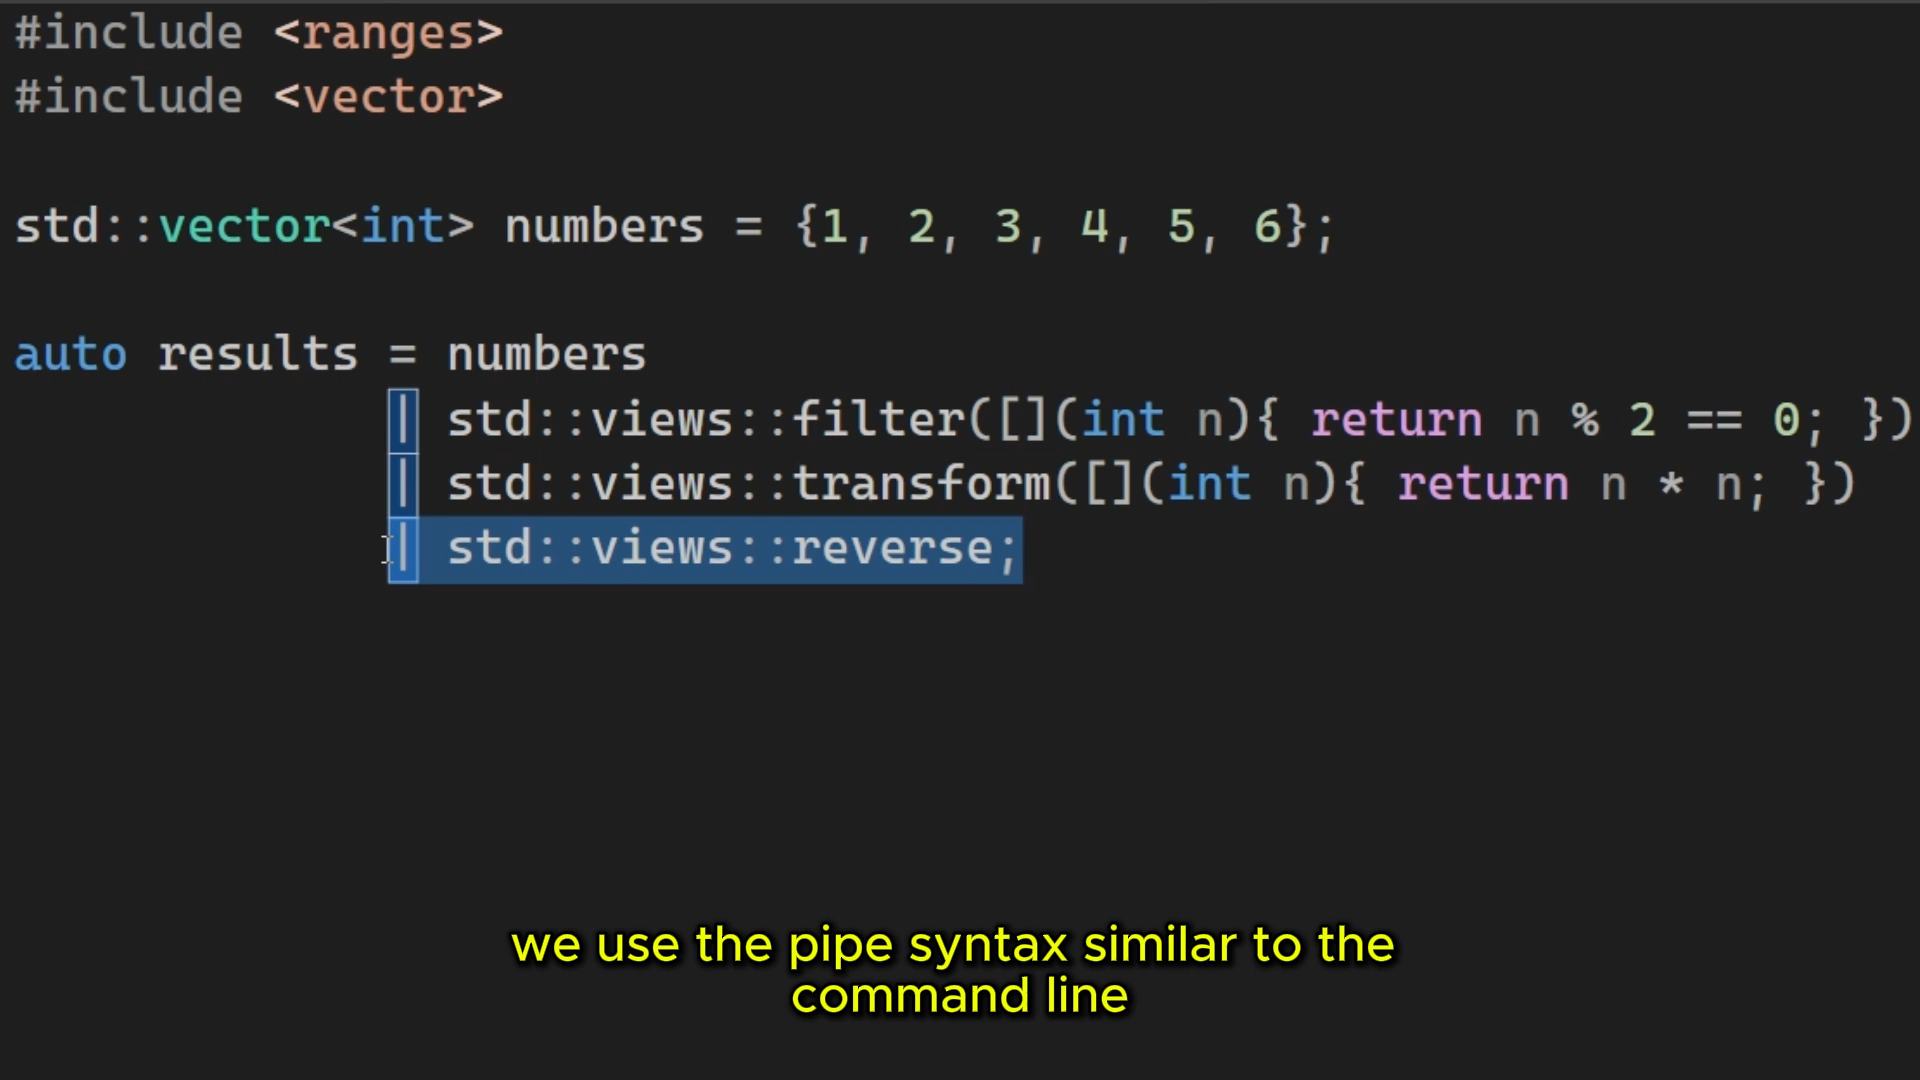 #include <ranges>
#include <vector>
std::vector<int> numbers = {1, 2, 3, 4, 5, 6};
auto results = numbers
| std::views::filter([](int n){ return n % 2 == 0; })
| std::views::transform([](int n){ return n * n; })
| std::views::reverse;
we use the pipe syntax similar to the
command line